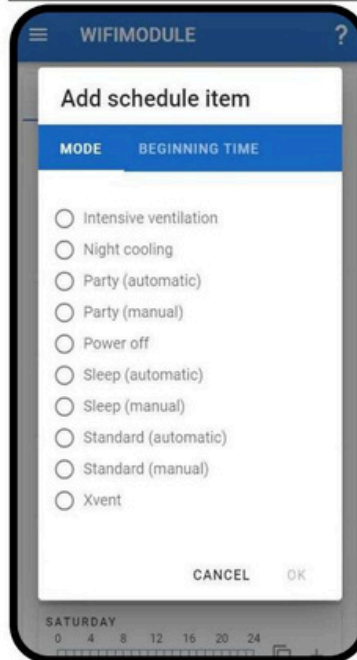 WIFIMODULE ?
Add schedule item
MODE BEGINNING TIME
Intensive ventilation
Night cooling
Party (automatic)
Party (manual)
Power off
Sleep (automatic)
Sleep (manual)
Standard (automatic)
Standard (manual)
Xvent
CANCEL OK
SATURDAY
0 4 8 12 16 20 24